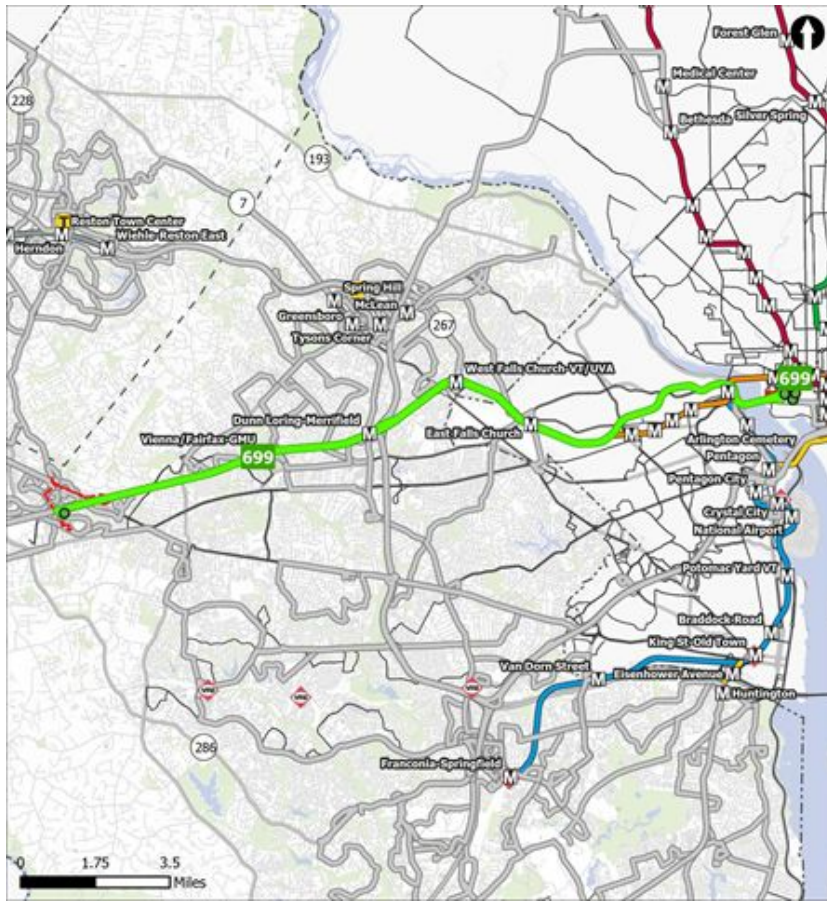 Forest Glen
Medical Center
228
Bethesda
Silver Spring
193
7
Reston Town Center
Herndon
Wiehle-Reston East
Spring Hill
McLean
Greensboro
Tysons Corner
267
West Falls Church-VT/UVA
699
Dunn Loring-Merrifield
Vienna/Fairfax-GMU
East Falls Church
699
Arlington Cemetery
Pentagon
Pentagon City
Crystal City
National Airport
Potomac Yard VT
Braddock-Road
King St-Old Town
Van Dorn Street
Eisenhower Avenue
Huntington
286
Franconia-Springfield
0 1.75 3.5
Miles